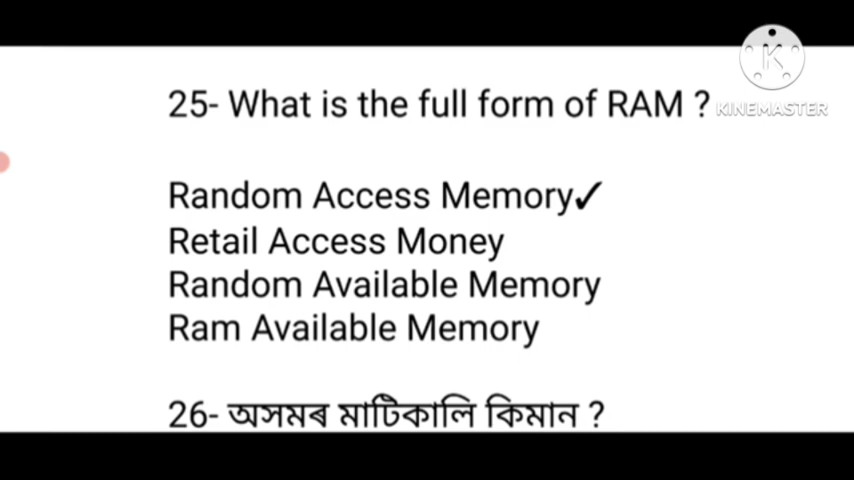 K
KINEMASTER
25- What is the full form of RAM ?
Random Access Memory✓
Retail Access Money
Random Available Memory
Ram Available Memory
26- অসমৰ মাটিকালি কিমান ?